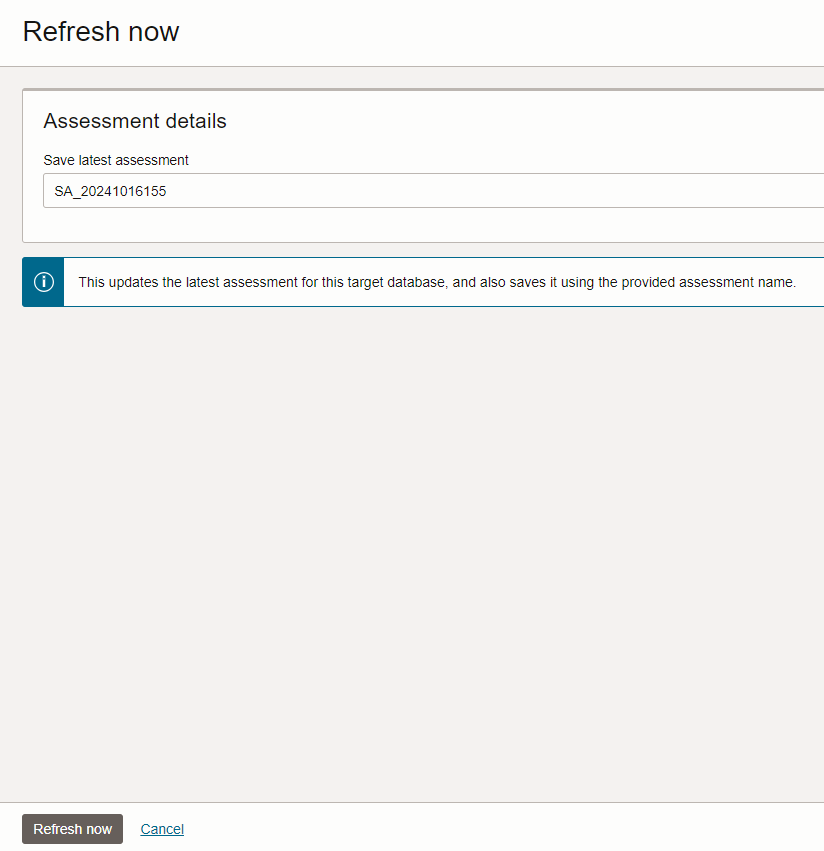 Refresh now
Assessment details
Save latest assessment
SA_20241016155
This updates the latest assessment for this target database, and also saves it using the provided assessment name.
Refresh now
Cancel